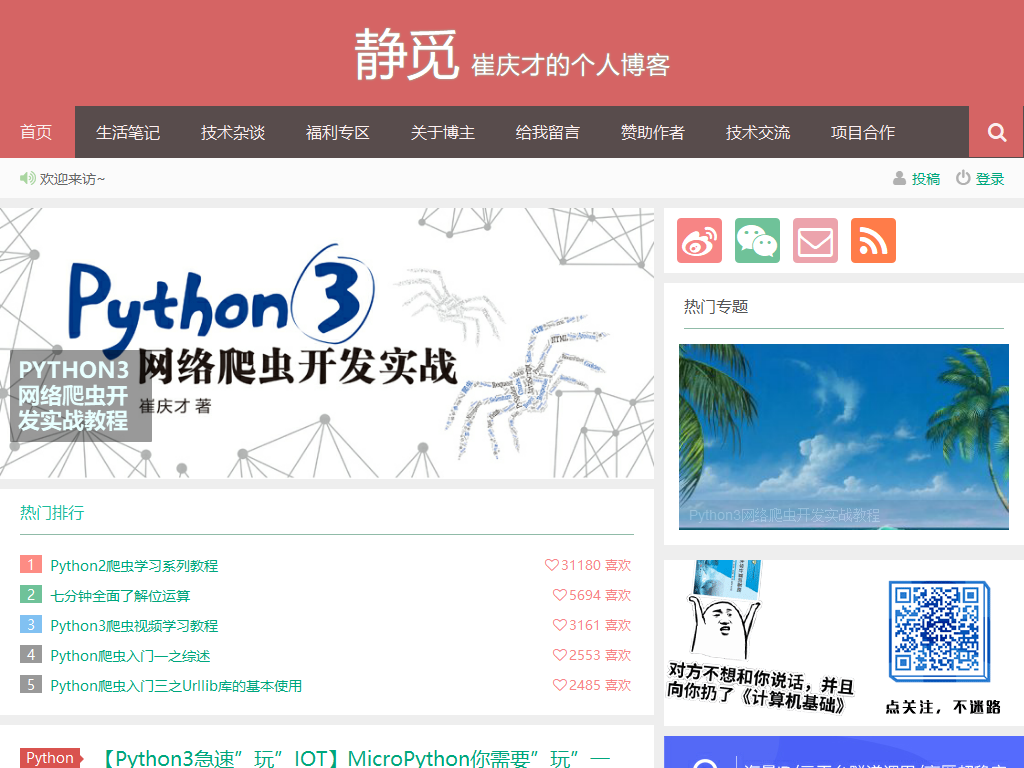 静觅 崔庆才的个人博客
首页 生活笔记 技术杂谈 福利专区 关于博主 给我留言 赞助作者 技术交流 项目合作
欢迎来访~ 投稿 登录
Python3
网络爬虫开发实战
崔庆才 著
PYTHON3
网络爬虫开
发实战教程
HTML
热门专题
Python3网络爬虫开发实战教程
热门排行
1 Python2爬虫学习系列教程 31180 喜欢
2 七分钟全面了解位运算 5694 喜欢
3 Python3爬虫视频学习教程 3161 喜欢
4 Python爬虫入门一之综述 2553 喜欢
5 Python爬虫入门三之Urllib库的基本使用 2485 喜欢
对方不想和你说话，并且
向你扔了《计算机基础》
点关注，不迷路
Python 【Python3急速”玩”IOT】MicroPython你需要”玩”一